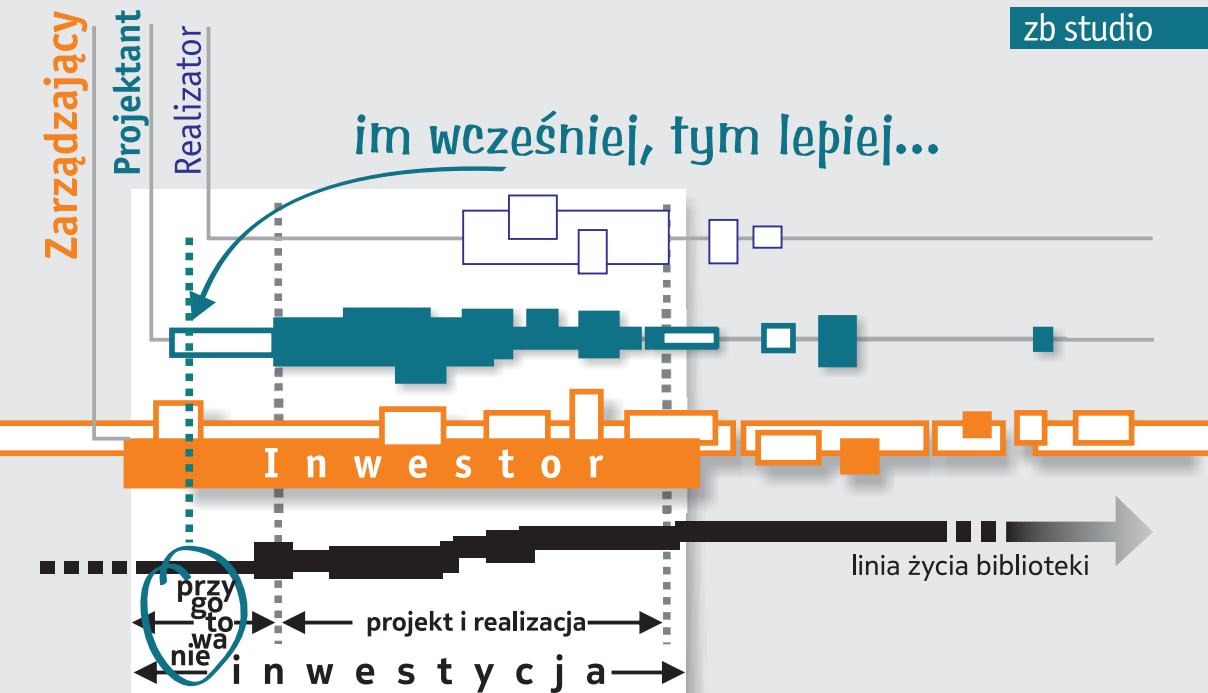 zb studio
Zarządzający
Projektant
Realizator
im wcześniej, tym lepiej...
Inwestor
linia życia biblioteki
przy
go
to
wa
nie
projekt i realizacja
inwestycja